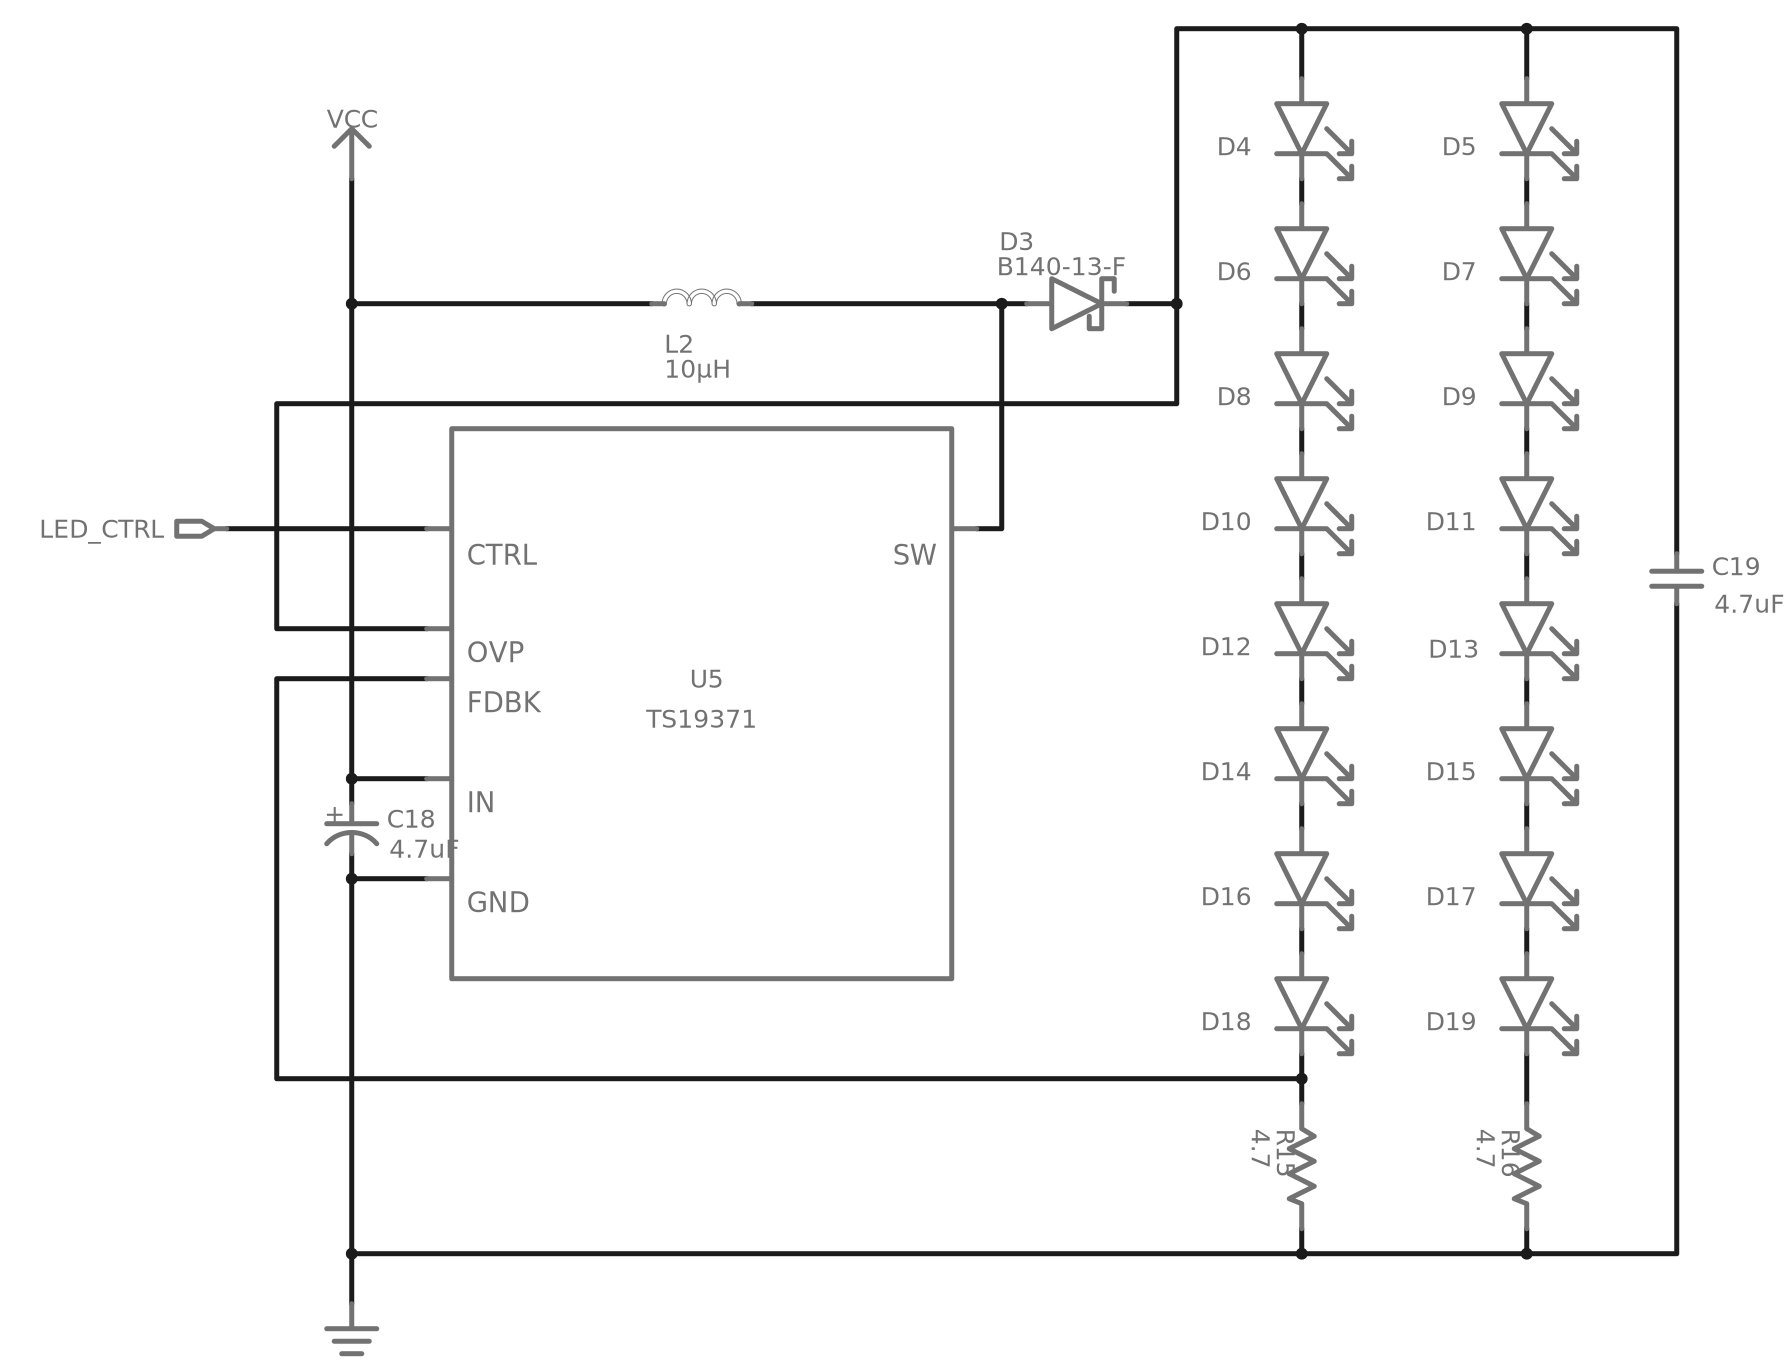 VCC
D3
B140-13-F
L2
10µH
LED_CTRL
CTRL
SW
OVP
FDBK
U5
TS19371
IN
+
C18
4.7uF
GND
D4
D5
D6
D7
D8
D9
D10
D11
C19
4.7uF
D12
D13
D14
D15
D16
D17
D18
D19
R15
4.7
R16
4.7